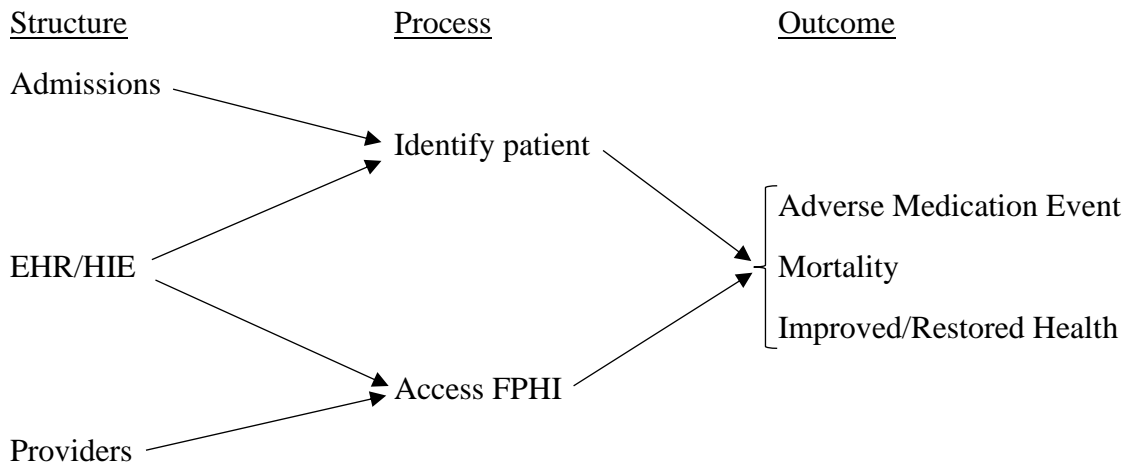 Structure Process Outcome
Admissions
Identify patient
Adverse Medication Event
EHR/HIE Mortality
Improved/Restored Health
Access FPHI
Providers